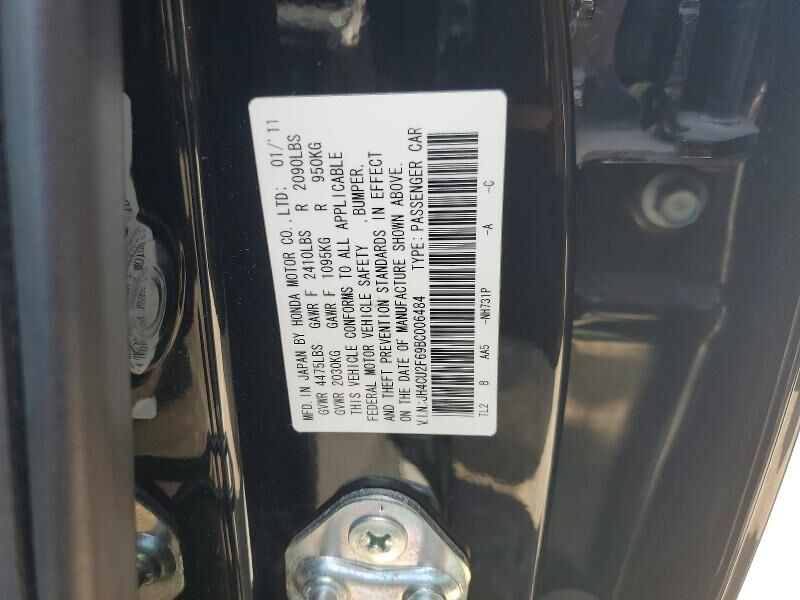 MFD. IN JAPAN BY HONDA MOTOR CO., LTD; 01/'11
GVWR 4475LBS GAWR F 2410LBS R 2090LBS
GVWR 2030KG GAWR F 1095KG R 950KG
THIS VEHICLE CONFORMS TO ALL APPLICABLE
FEDERAL MOTOR VEHICLE SAFETY , BUMPER,
AND THEFT PREVENTION STANDARDS IN EFFECT
ON THE DATE OF MANUFACTURE SHOWN ABOVE.
V.I.N:JH4CU2F69BC006484 TYPE: PASSENGER CAR
TL2 B AA5 -NH731P -A -C